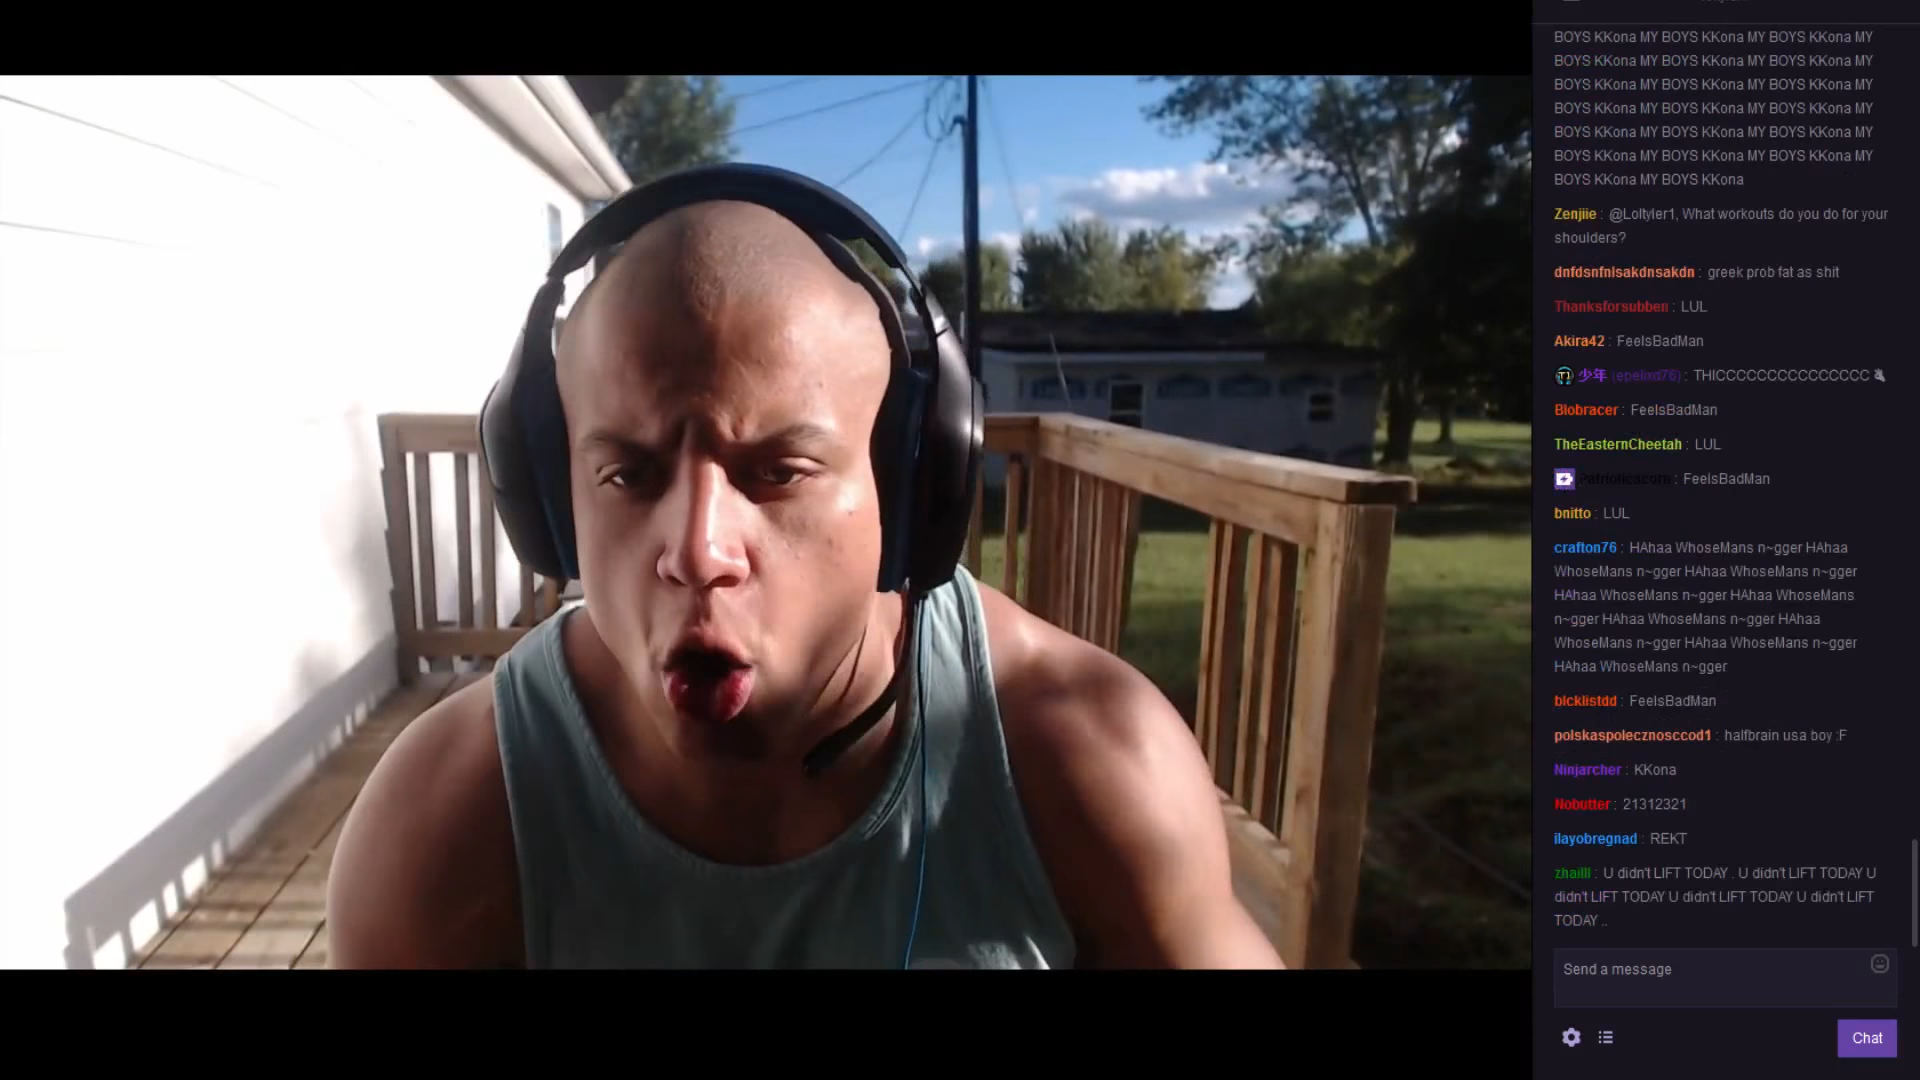 BOYS KKona MY BOYS KKona MY BOYS KKona MY
BOYS KKona MY BOYS KKona MY BOYS KKona MY
BOYS KKona MY BOYS KKona MY BOYS KKona MY
BOYS KKona MY BOYS KKona MY BOYS KKona MY
BOYS KKona MY BOYS KKona MY BOYS KKona MY
BOYS KKona MY BOYS KKona MY BOYS KKona MY
BOYS KKona MY BOYS KKona
Zenjiie : @Loltyler1, What workouts do you do for your
shoulders?
dnfdsnfnlsakdnsakdn : greek prob fat as shit
Thanksforsubben : LUL
Akira42 : FeelsBadMan
少年 (epelixd76) : THICCCCCCCCCCCCCCC
Blobracer : FeelsBadMan
TheEasternCheetah : LUL
: FeelsBadMan
bnitto : LUL
crafton76 : HAhaa WhoseMans n~gger HAhaa
WhoseMans n~gger HAhaa WhoseMans n~gger
HAhaa WhoseMans n~gger HAhaa WhoseMans
n~gger HAhaa WhoseMans n~gger HAhaa
WhoseMans n~gger HAhaa WhoseMans n~gger
HAhaa WhoseMans n~gger
blcklistdd : FeelsBadMan
polskaspolecznosccod1 : halfbrain usa boy :F
Ninjarcher : KKona
Nobutter : 21312321
ilayobregnad : REKT
zhailll : U didn't LIFT TODAY . U didn't LIFT TODAY U
didn't LIFT TODAY U didn't LIFT TODAY U didn't LIFT
TODAY ..
Send a message
Chat